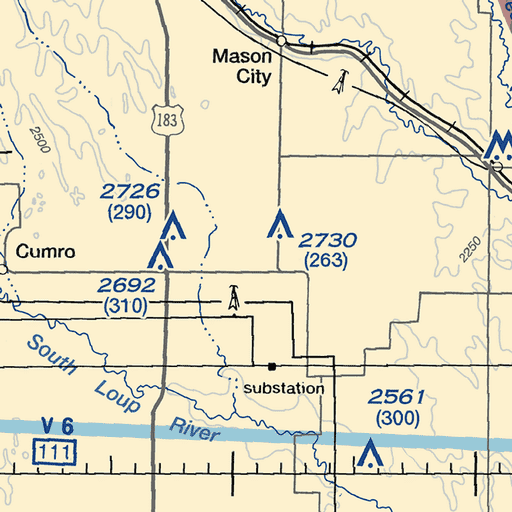 Mason
City
183
2500
2726
(290)
2730
(263)
Cumro
2250
2692
(310)
South Loup River
substation
2561
(300)
V 6
111